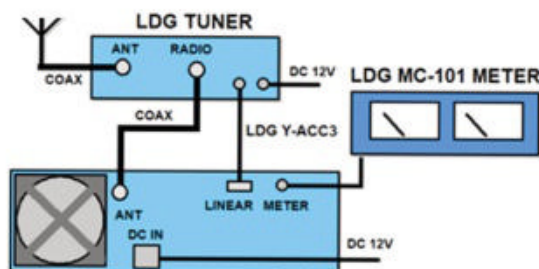 LDG TUNER
ANT
RADIO
DC 12V
COAX
LDG MC-101 METER
COAX
LDG Y-ACC3
ANT
LINEAR
METER
DC IN
DC 12V